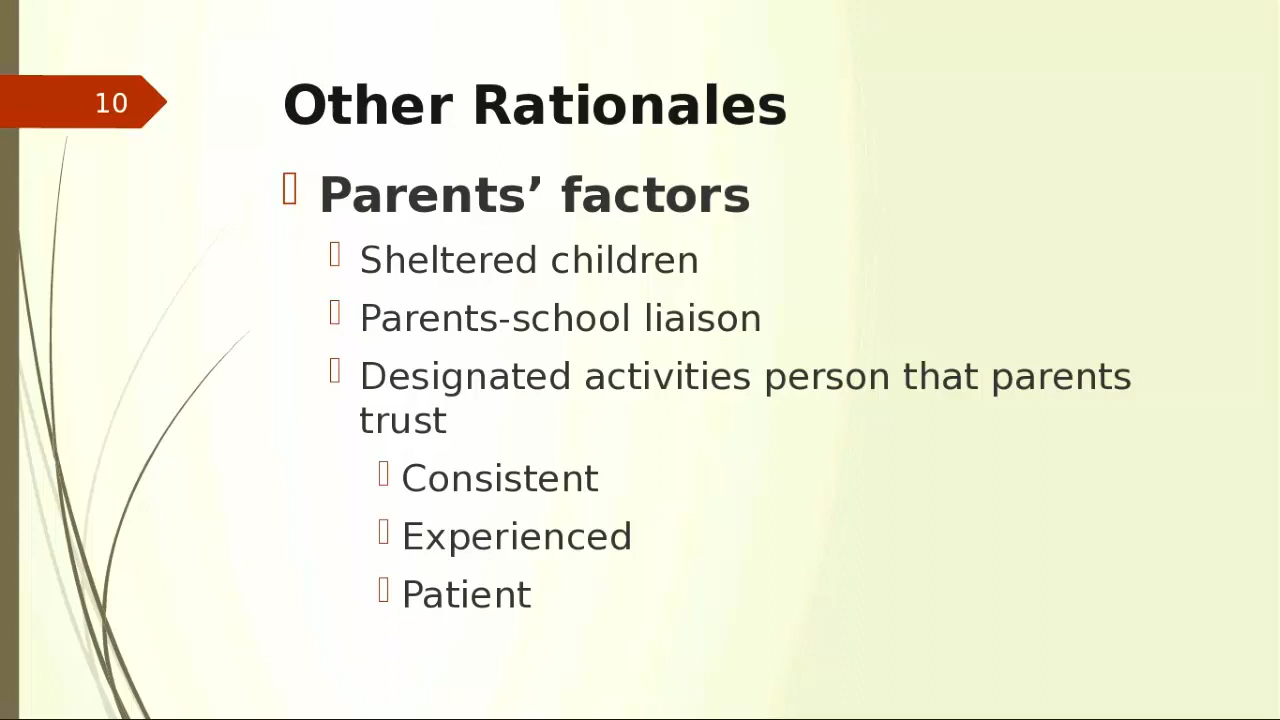 10
Other Rationales
Parents’ factors
Sheltered children
Parents-school liaison
Designated activities person that parents
trust
Consistent
Experienced
Patient